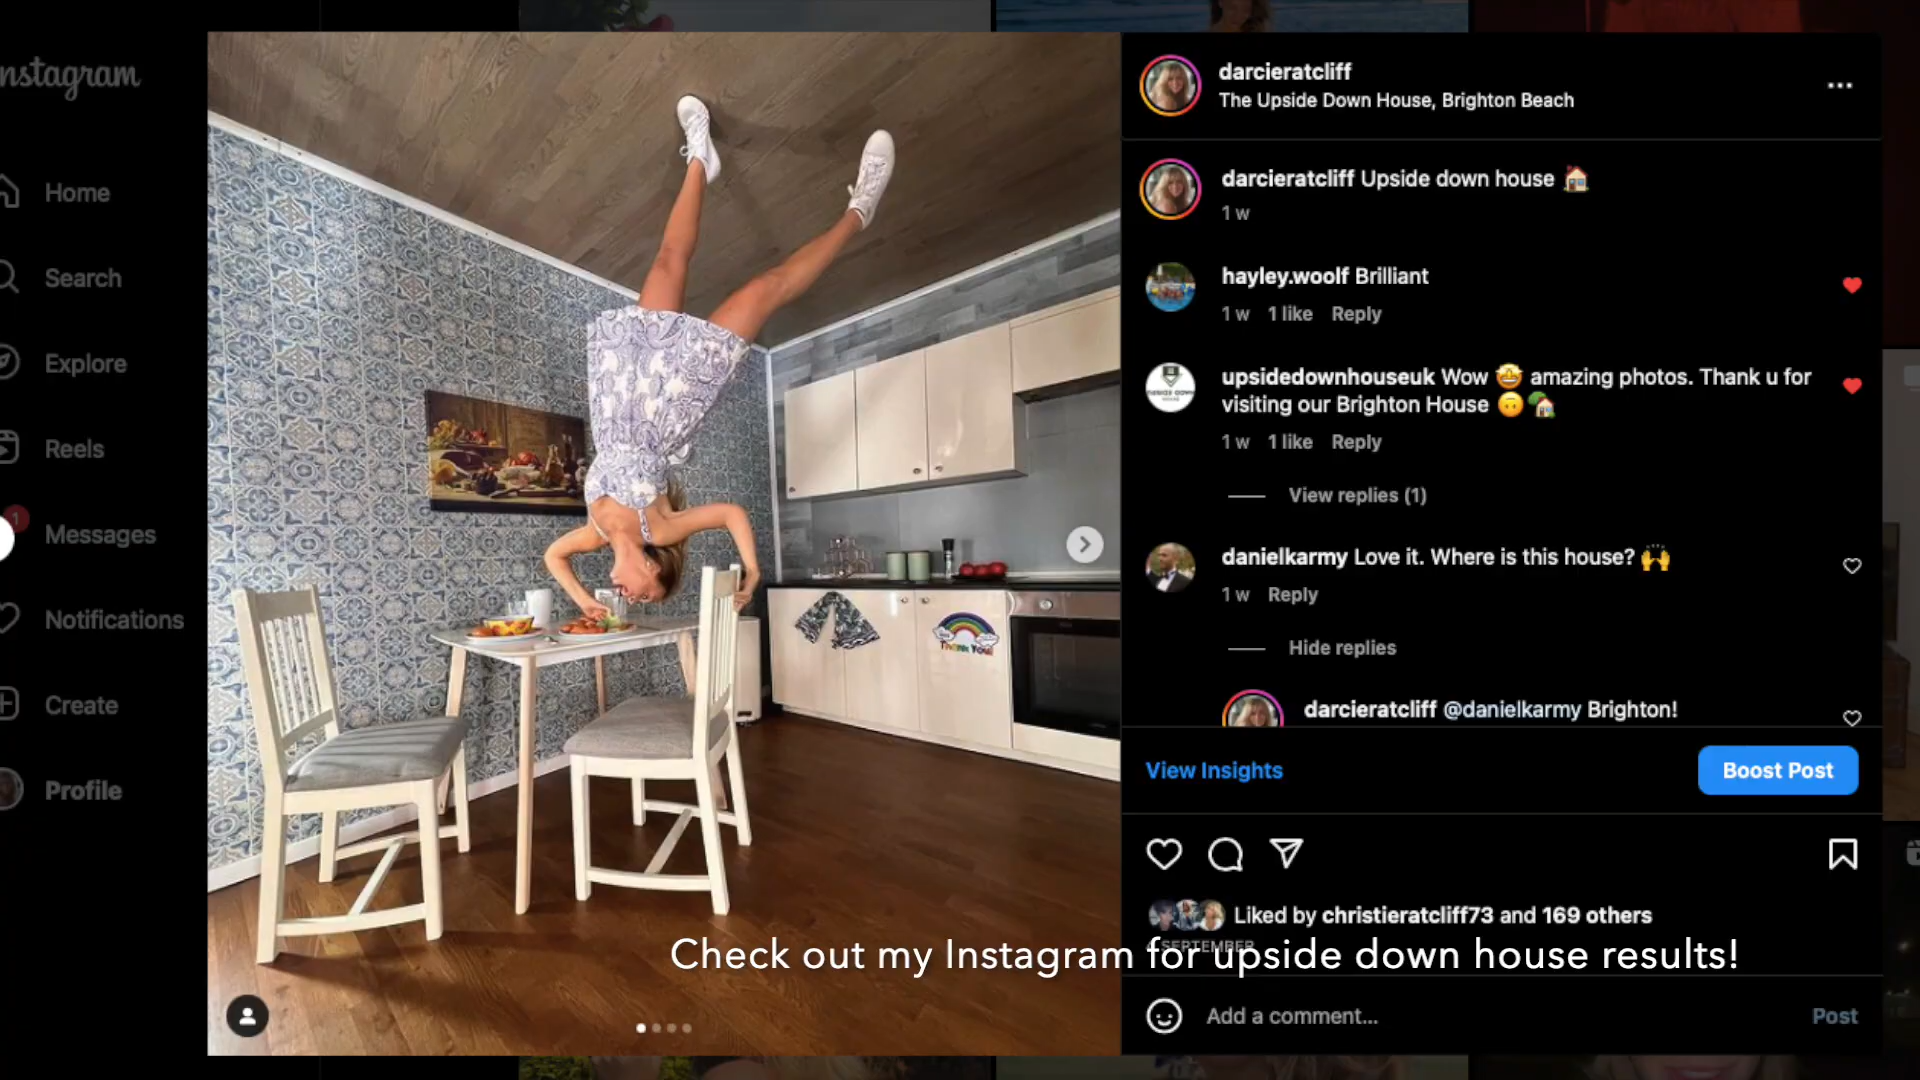 nstagram
Home
Search
Explore
Reels
1
Messages
Notifications
Create
Profile
Thank You!
darcieratcliff
The Upside Down House, Brighton Beach
darcieratcliff Upside down house 🏠
1 w
hayley.woolf Brilliant
1 w 1 like Reply
upsidedownhouseuk Wow 🤩 amazing photos. Thank u for
visiting our Brighton House 🙃🏡
1 w 1 like Reply
View replies (1)
danielkarmy Love it. Where is this house? 🙌
1 w Reply
Hide replies
darcieratcliff @danielkarmy Brighton!
View Insights
Boost Post
Liked by christieratcliff73 and 169 others
SEPTEMBER
Check out my Instagram for upside down house results!
Add a comment...
Post